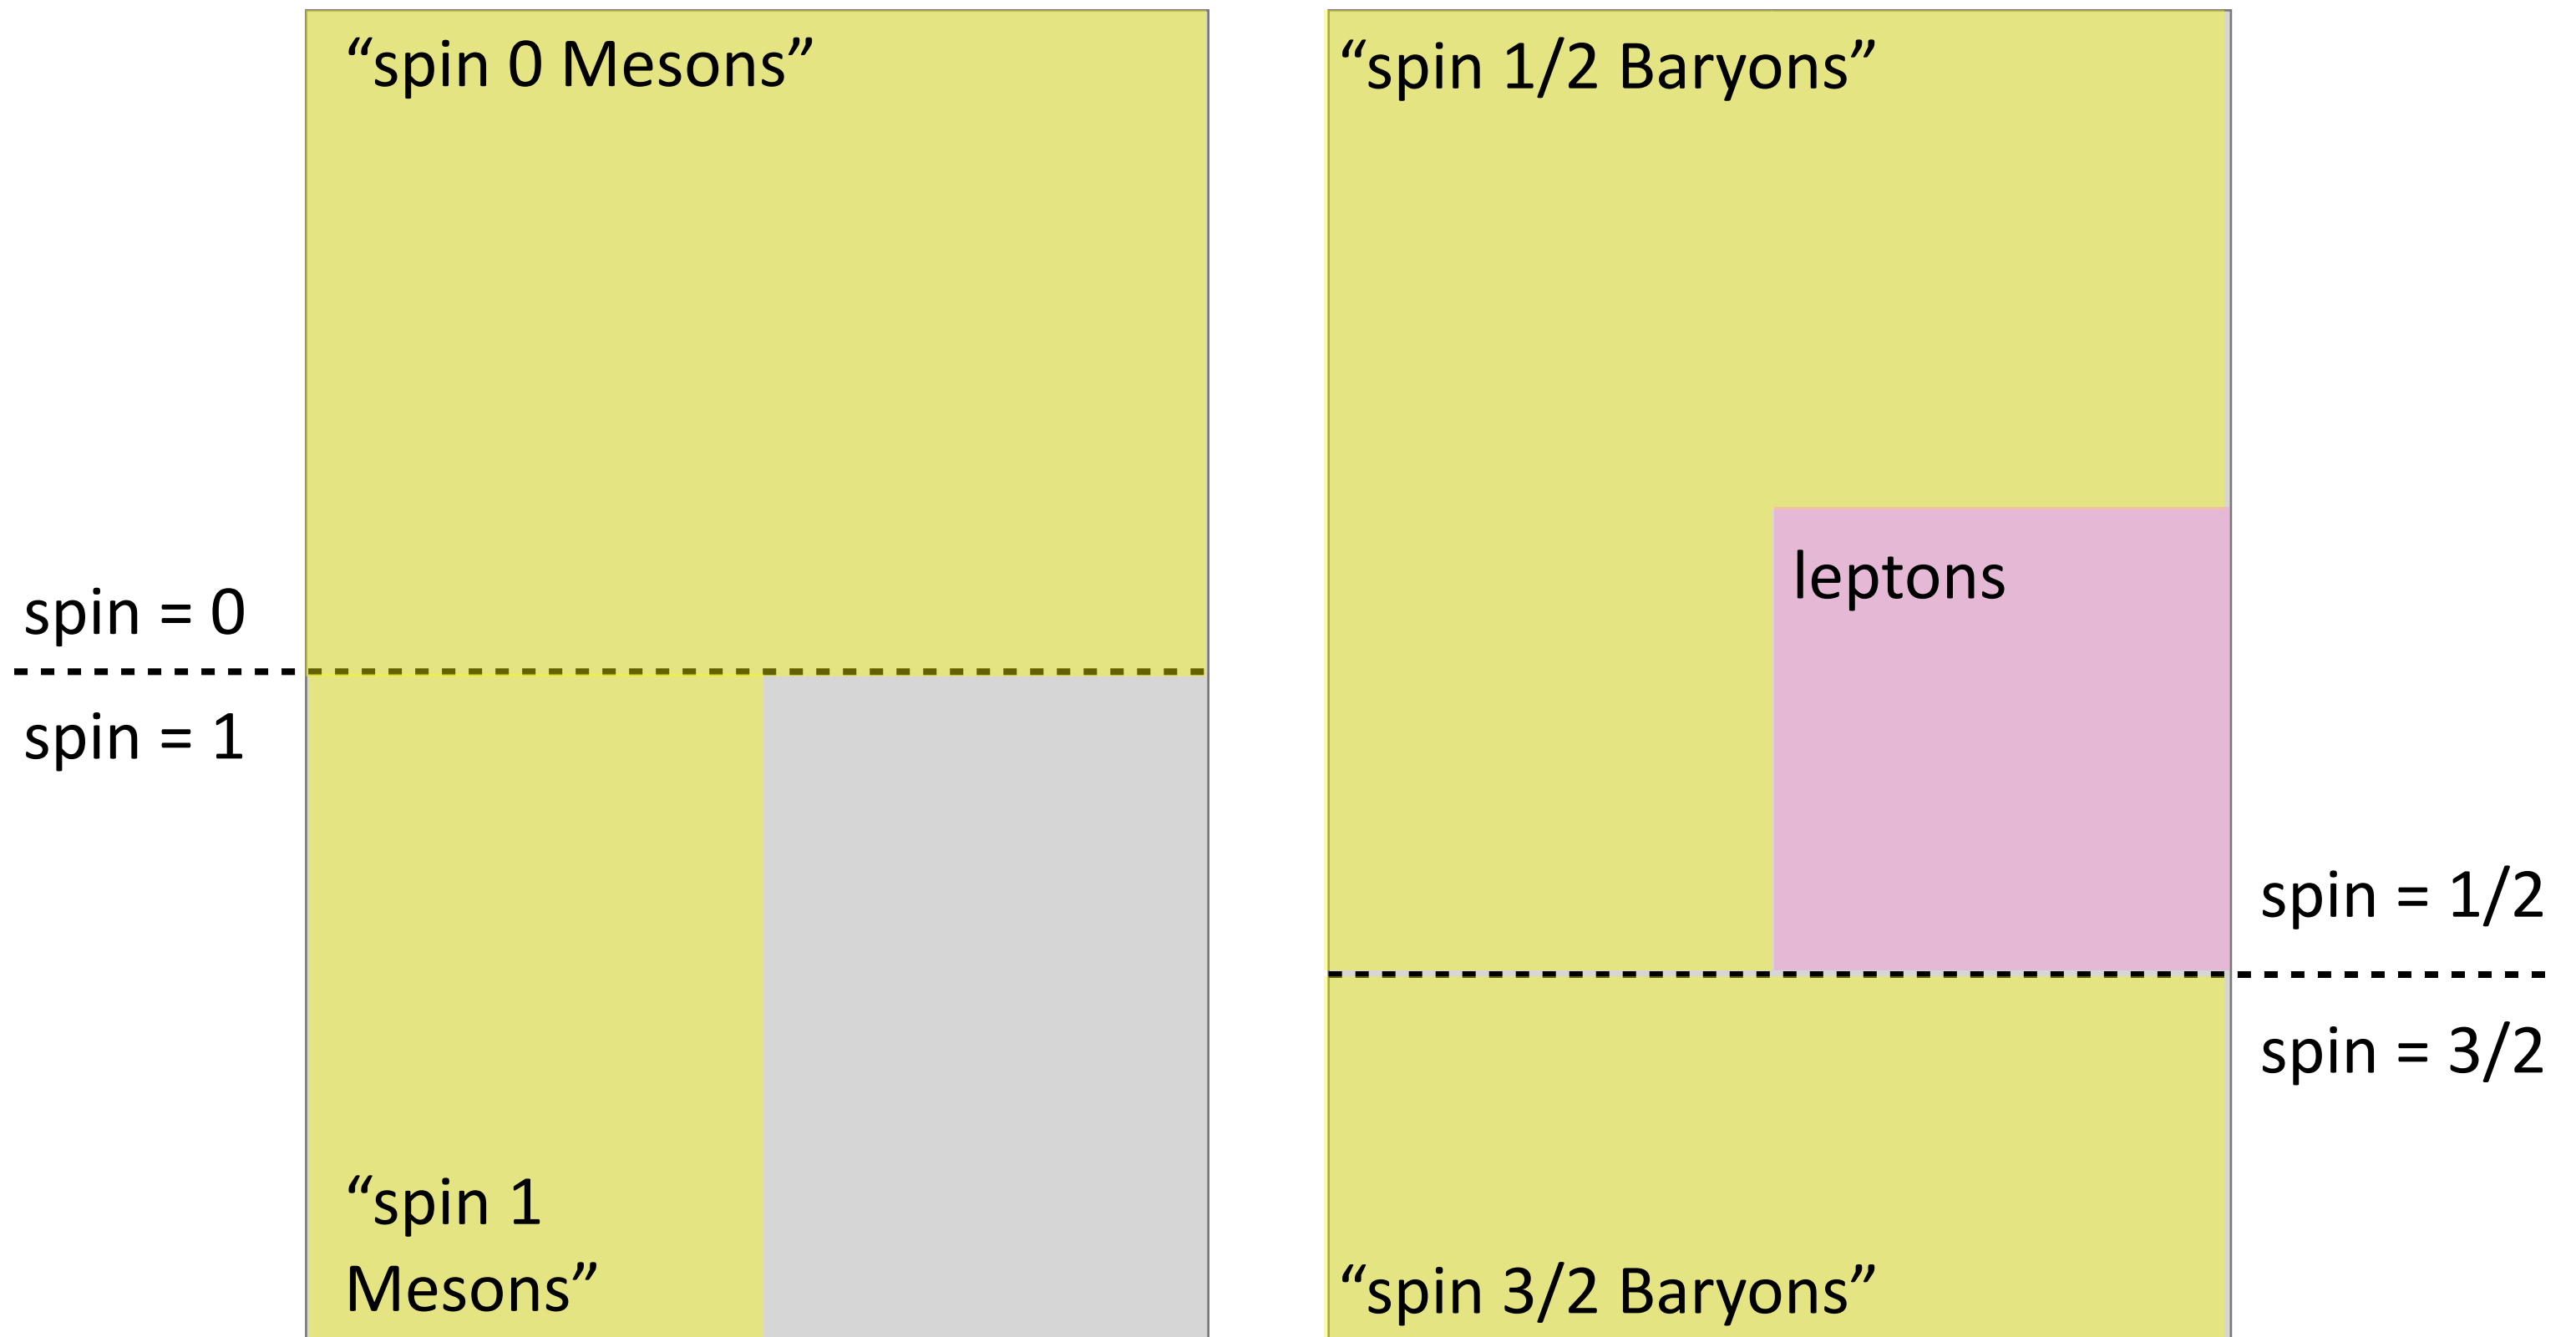 “spin 0 Mesons”
spin = 0
spin = 1
“spin 1
Mesons”
“spin 1/2 Baryons”
leptons
spin = 1/2
spin = 3/2
“spin 3/2 Baryons”